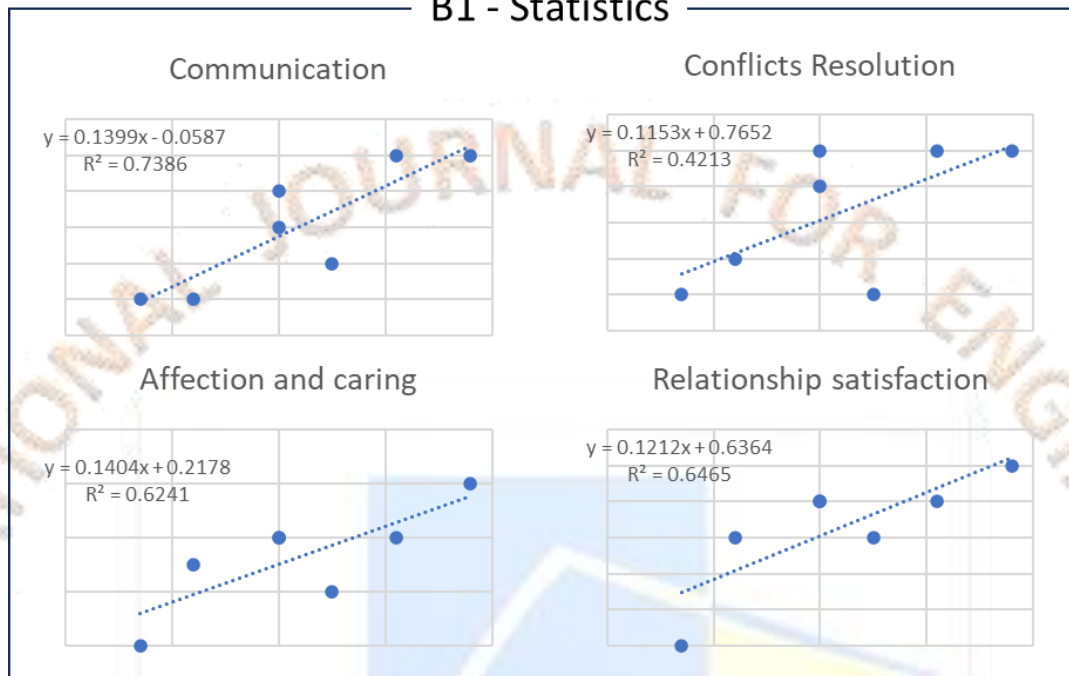 B1 - Statistics
Communication
y = 0.1399x - 0.0587
R² = 0.7386
Conflicts Resolution
y = 0.1153x + 0.7652
R² = 0.4213
Affection and caring
y = 0.1404x + 0.2178
R² = 0.6241
Relationship satisfaction
y = 0.1212x + 0.6364
R² = 0.6465
JOURNAL FOR